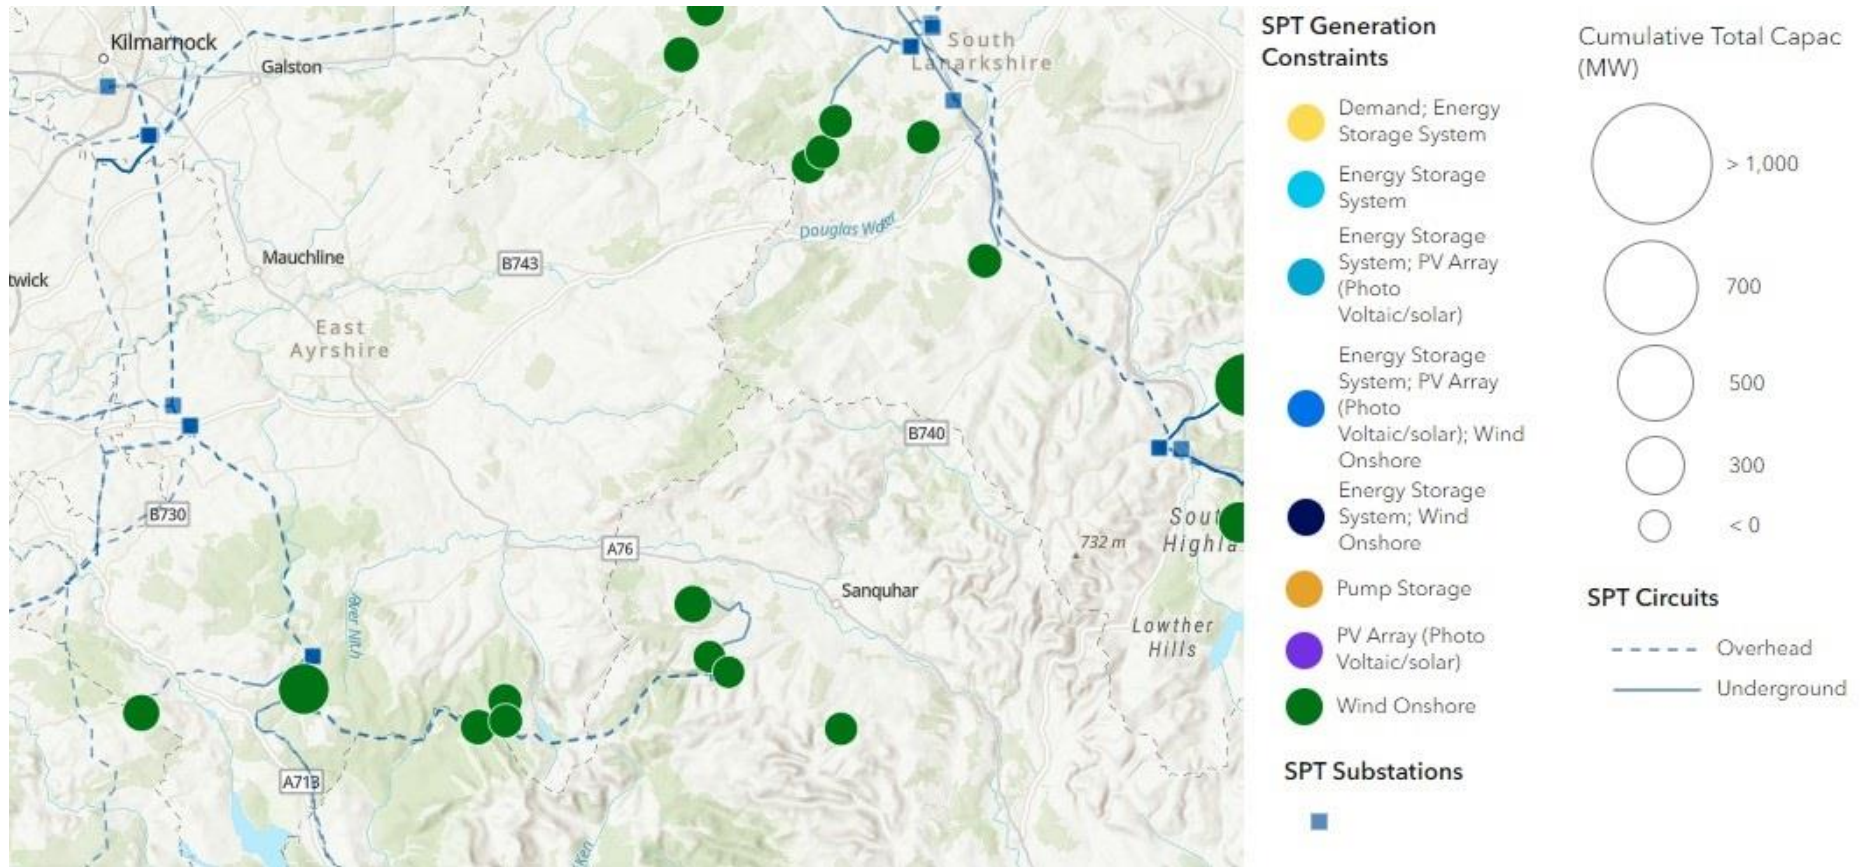 Kilmarnock
Galston
South
Lanarkshire
Douglas Water
Mauchline
B743
twick
East
Ayrshire
B740
B730
A76
732 m
Sout
Highla
Sanquhar
Lowther
Hills
River Nith
A713
Ken
SPT Generation
Constraints
Demand; Energy
Storage System
Energy Storage
System
Energy Storage
System; PV Array
(Photo
Voltaic/solar)
Energy Storage
System; PV Array
(Photo
Voltaic/solar); Wind
Onshore
Energy Storage
System; Wind
Onshore
Pump Storage
PV Array (Photo
Voltaic/solar)
Wind Onshore
SPT Substations
Cumulative Total Capac
(MW)
> 1,000
700
500
300
< 0
SPT Circuits
Overhead
Underground